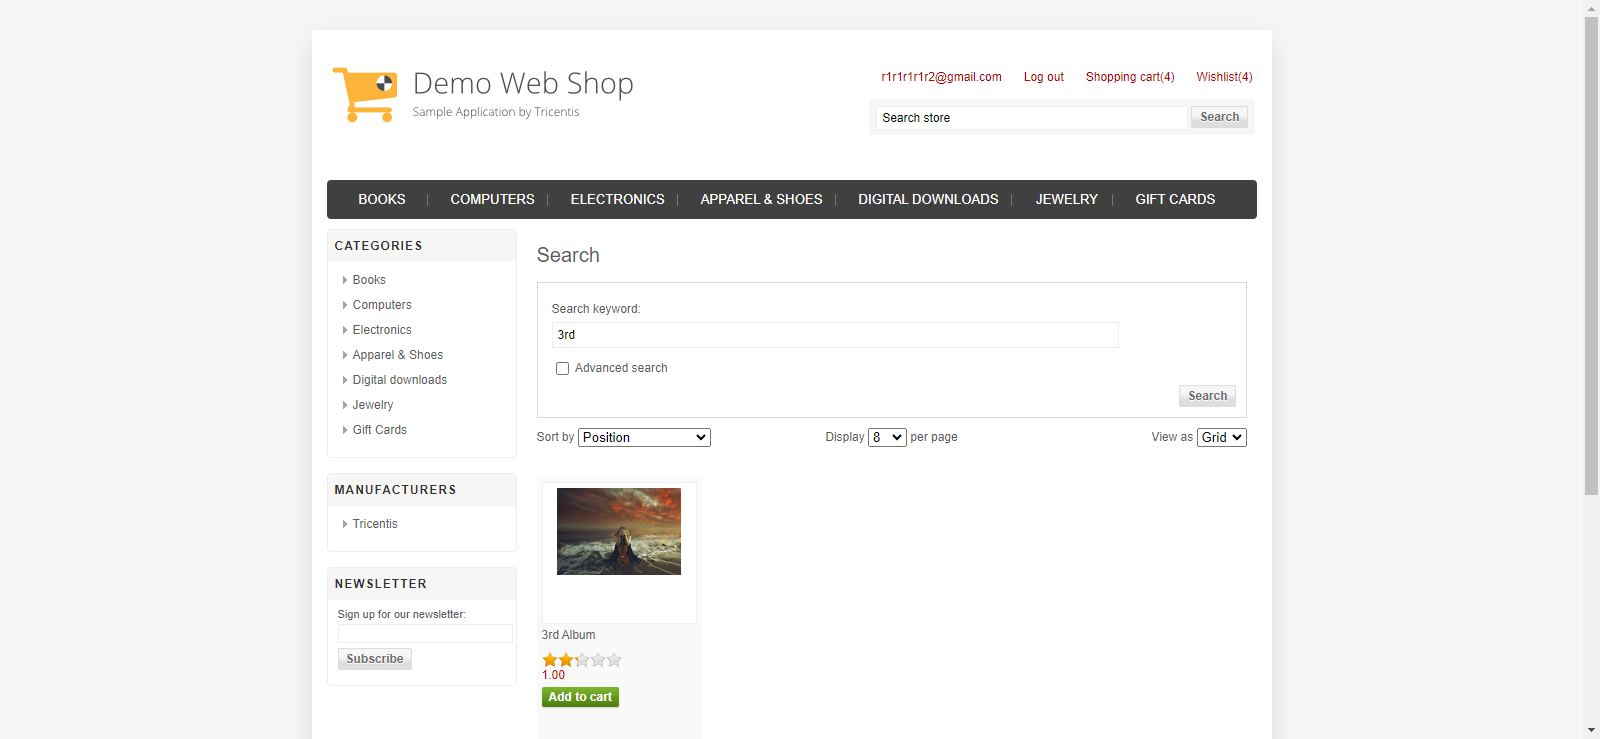 Demo Web Shop
Sample Application by Tricentis
r1r1r1r1r2@gmail.com Log out Shopping cart(4) Wishlist(4)
Search store Search
BOOKS COMPUTERS ELECTRONICS APPAREL & SHOES DIGITAL DOWNLOADS JEWELRY GIFT CARDS
CATEGORIES
Books
Computers
Electronics
Apparel & Shoes
Digital downloads
Jewelry
Gift Cards
MANUFACTURERS
Tricentis
NEWSLETTER
Sign up for our newsletter:
Subscribe
Search
Search keyword:
3rd
Advanced search
Search
Sort by Position Display 8 per page View as Grid
3rd Album
1.00
Add to cart